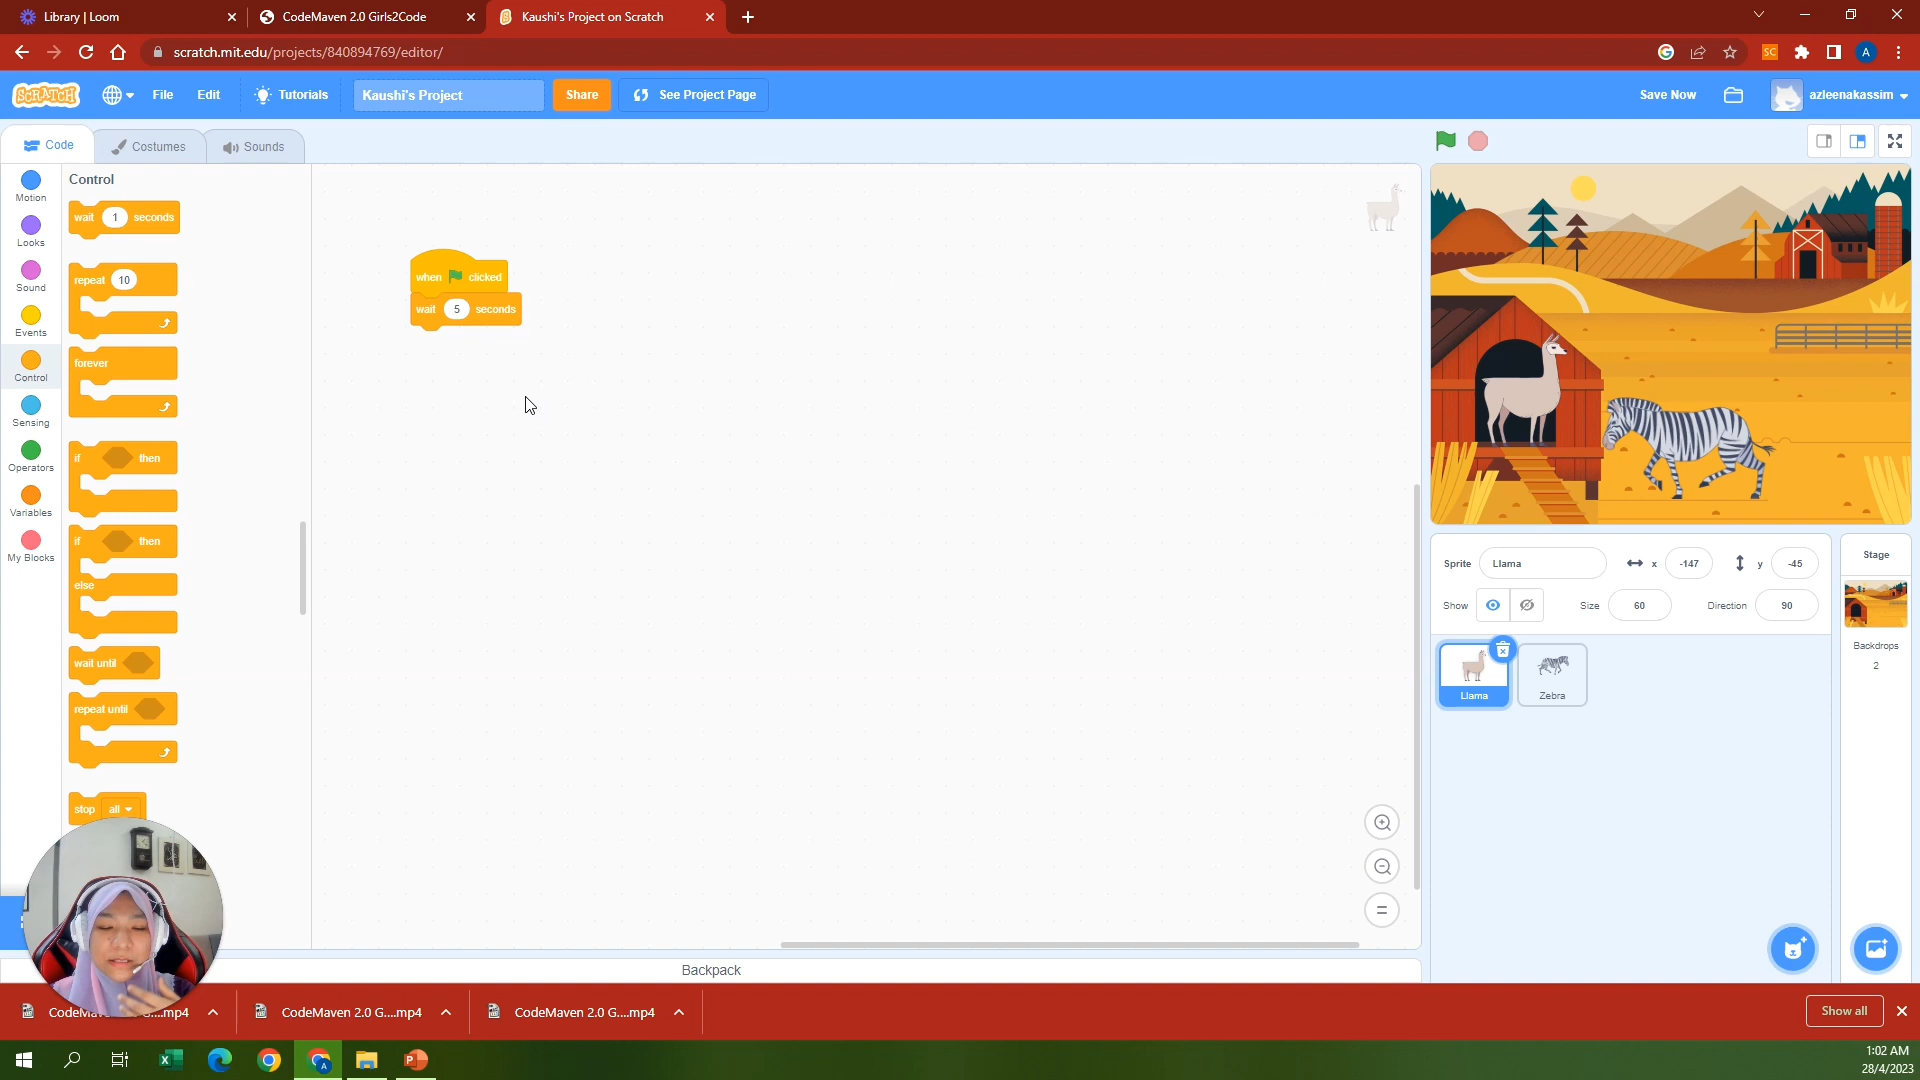 Library | Loom
CodeMaven 2.0 Girls2Code
Kaushi's Project on Scratch
scratch.mit.edu/projects/840894769/editor/
SC
A
SCRATCH
File
Edit
Tutorials
Kaushi's Project
Share
See Project Page
Save Now
azleenakassim
Code
Costumes
Sounds
Motion
Looks
Sound
Events
Control
Sensing
Operators
Variables
My Blocks
Control
wait 1 seconds
repeat 10
forever
if then
if then
else
wait until
repeat until
stop all
when clicked
wait 5 seconds
Sprite Llama x -147 y -45
Show Size 60 Direction 90
Llama
Zebra
Stage
Backdrops
2
Backpack
CodeMa G....mp4
CodeMaven 2.0 G....mp4
CodeMaven 2.0 G....mp4
Show all
1:02 AM
28/4/2023